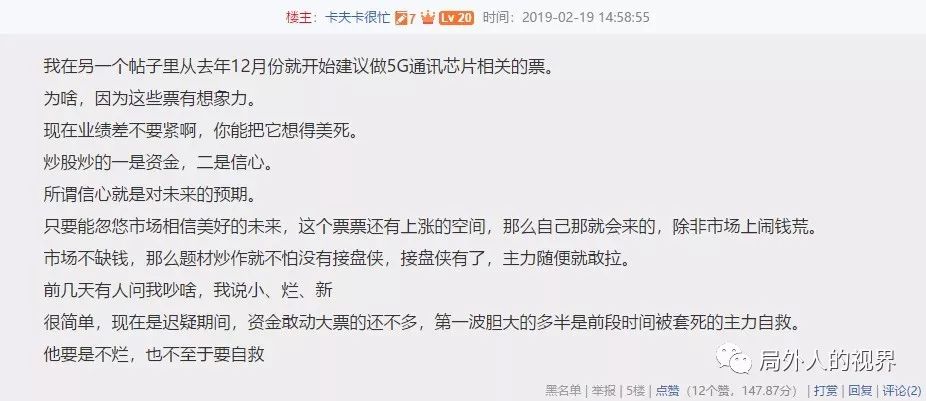 楼主：卡夫卡很忙 7 Lv 20 时间：2019-02-19 14:58:55
我在另一个帖子里从去年12月份就开始建议做5G通讯芯片相关的票。
为啥，因为这些票有想象力。
现在业绩差不要紧啊，你能把它想得美死。
炒股炒的一是资金，二是信心。
所谓信心就是对未来的预期。
只要能忽悠市场相信美好的未来，这个票票还有上涨的空间，那么自己那就会来的，除非市场上闹钱荒。
市场不缺钱，那么题材炒作就不怕没有接盘侠，接盘侠有了，主力随便就敢拉。
前几天有人问我吵啥，我说小、烂、新
很简单，现在是迟疑期间，资金敢动大票的还不多，第一波胆大的多半是前段时间被套死的主力自救。
他要是不烂，也不至于要自救
局外人的视界
黑名单 | 举报 | 5楼 | 点赞（12个赞，147.87分） | 打赏 | 回复 | 评论(2)